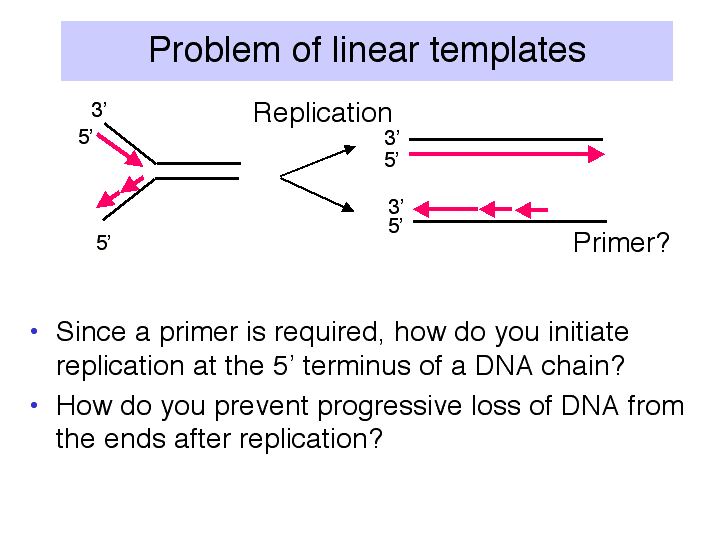 Problem of linear templates
3’
5’
5’
Replication
3’
5’
3’
5’
Primer?
• Since a primer is required, how do you initiate
replication at the 5’ terminus of a DNA chain?
• How do you prevent progressive loss of DNA from
the ends after replication?